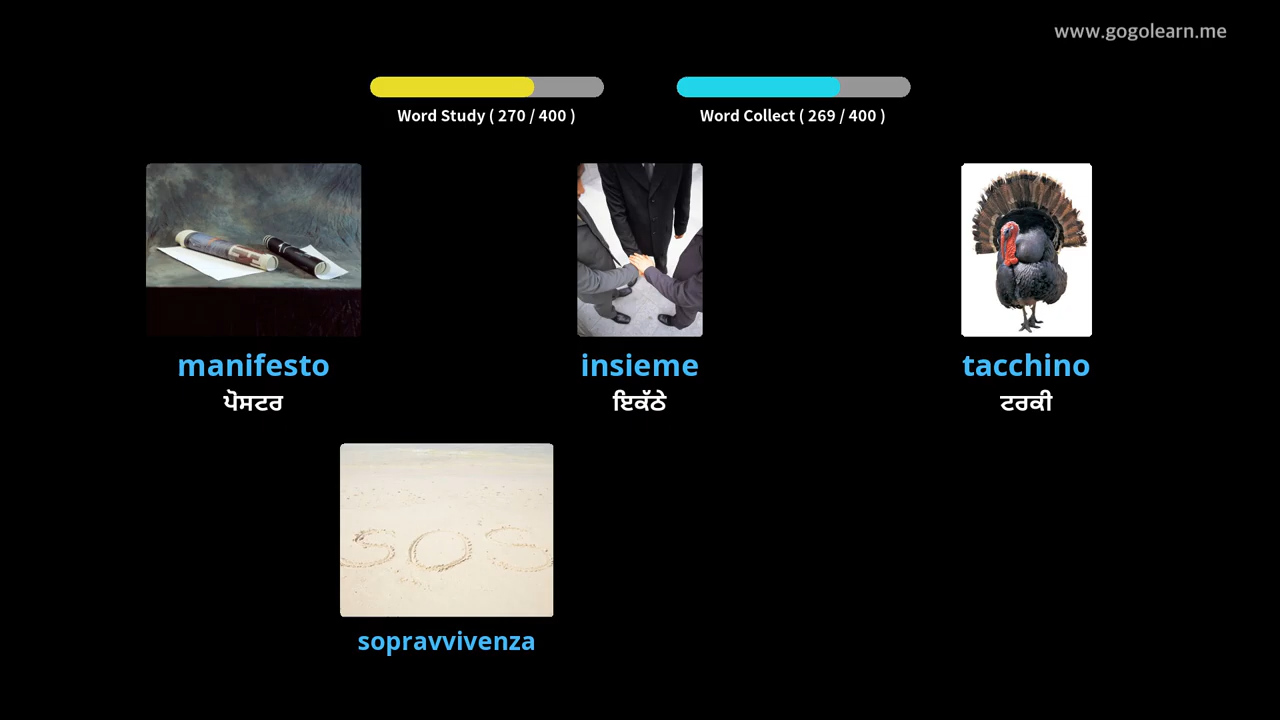 www.gogolearn.me
Word Study ( 270 / 400 )
Word Collect ( 269 / 400 )
manifesto
insieme
tacchino
ਪੋਸਟਰ
ਇਕੱਠੇ
ਟਰਕੀ
SOS
sopravvivenza